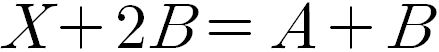 X + 2B = A + B